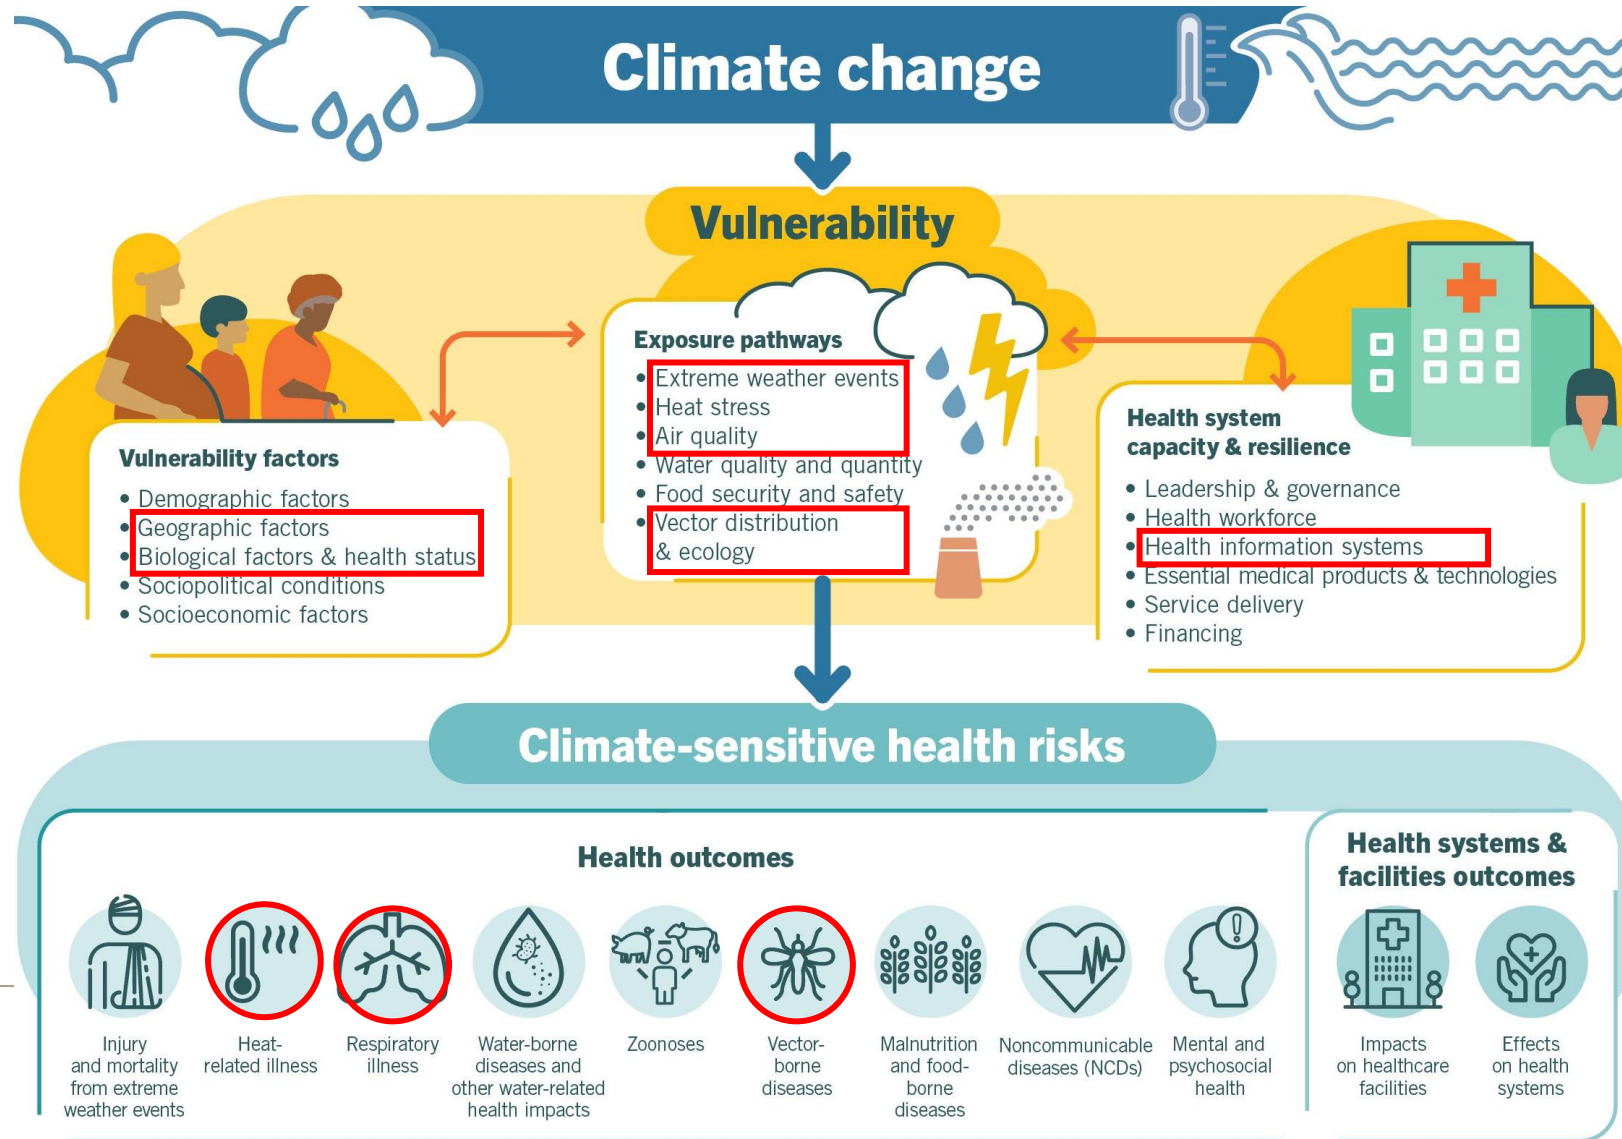 Climate change
Vulnerability
Vulnerability factors
• Demographic factors
• Geographic factors
• Biological factors & health status
• Sociopolitical conditions
• Socioeconomic factors
Exposure pathways
• Extreme weather events
• Heat stress
• Air quality
• Water quality and quantity
• Food security and safety
• Vector distribution
& ecology
Health system
capacity & resilience
• Leadership & governance
• Health workforce
• Health information systems
• Essential medical products & technologies
• Service delivery
• Financing
Climate-sensitive health risks
Health outcomes
Injury
and mortality
from extreme
weather events
Heat-
related illness
Respiratory
illness
Water-borne
diseases and
other water-related
health impacts
Zoonoses
Vector-
borne
diseases
Malnutrition
and food-
borne
diseases
Noncommunicable
diseases (NCDs)
Mental and
psychosocial
health
Health systems &
facilities outcomes
Impacts
on healthcare
facilities
Effects
on health
systems